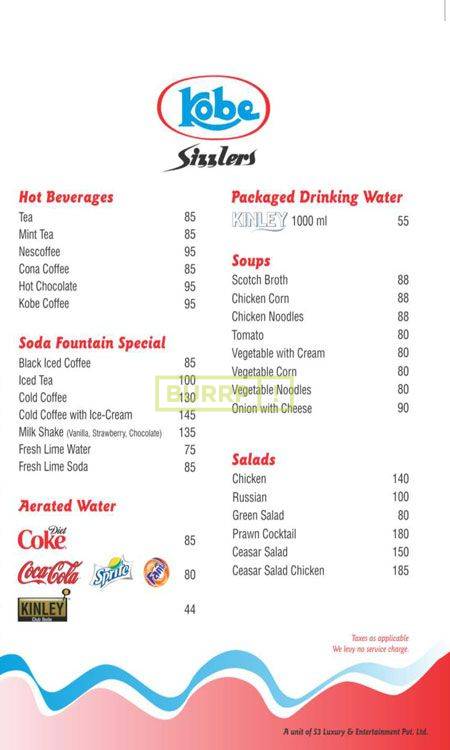 Kobe
Sizzlers
Hot Beverages
Tea 85
Mint Tea 85
Nescoffee 95
Cona Coffee 85
Hot Chocolate 95
Kobe Coffee 95
Soda Fountain Special
Black Iced Coffee 85
Iced Tea 100
Cold Coffee 130
Cold Coffee with Ice-Cream 145
Milk Shake (Vanilla, Strawberry, Chocolate) 135
Fresh Lime Water 75
Fresh Lime Soda 85
Aerated Water
Diet
Coke 85
Coca-Cola Sprite Fanta 80
KINLEY 44
Club Soda
Packaged Drinking Water
KINLEY 1000 ml 55
Soups
Scotch Broth 88
Chicken Corn 88
Chicken Noodles 88
Tomato 80
Vegetable with Cream 80
Vegetable Corn 80
Vegetable Noodles 80
Onion with Cheese 90
BURRP!
Salads
Chicken 140
Russian 100
Green Salad 80
Prawn Cocktail 180
Ceasar Salad 150
Ceasar Salad Chicken 185
Taxes as applicable
We levy no service charge.
A unit of S3 Luxury & Entertainment Pvt. Ltd.